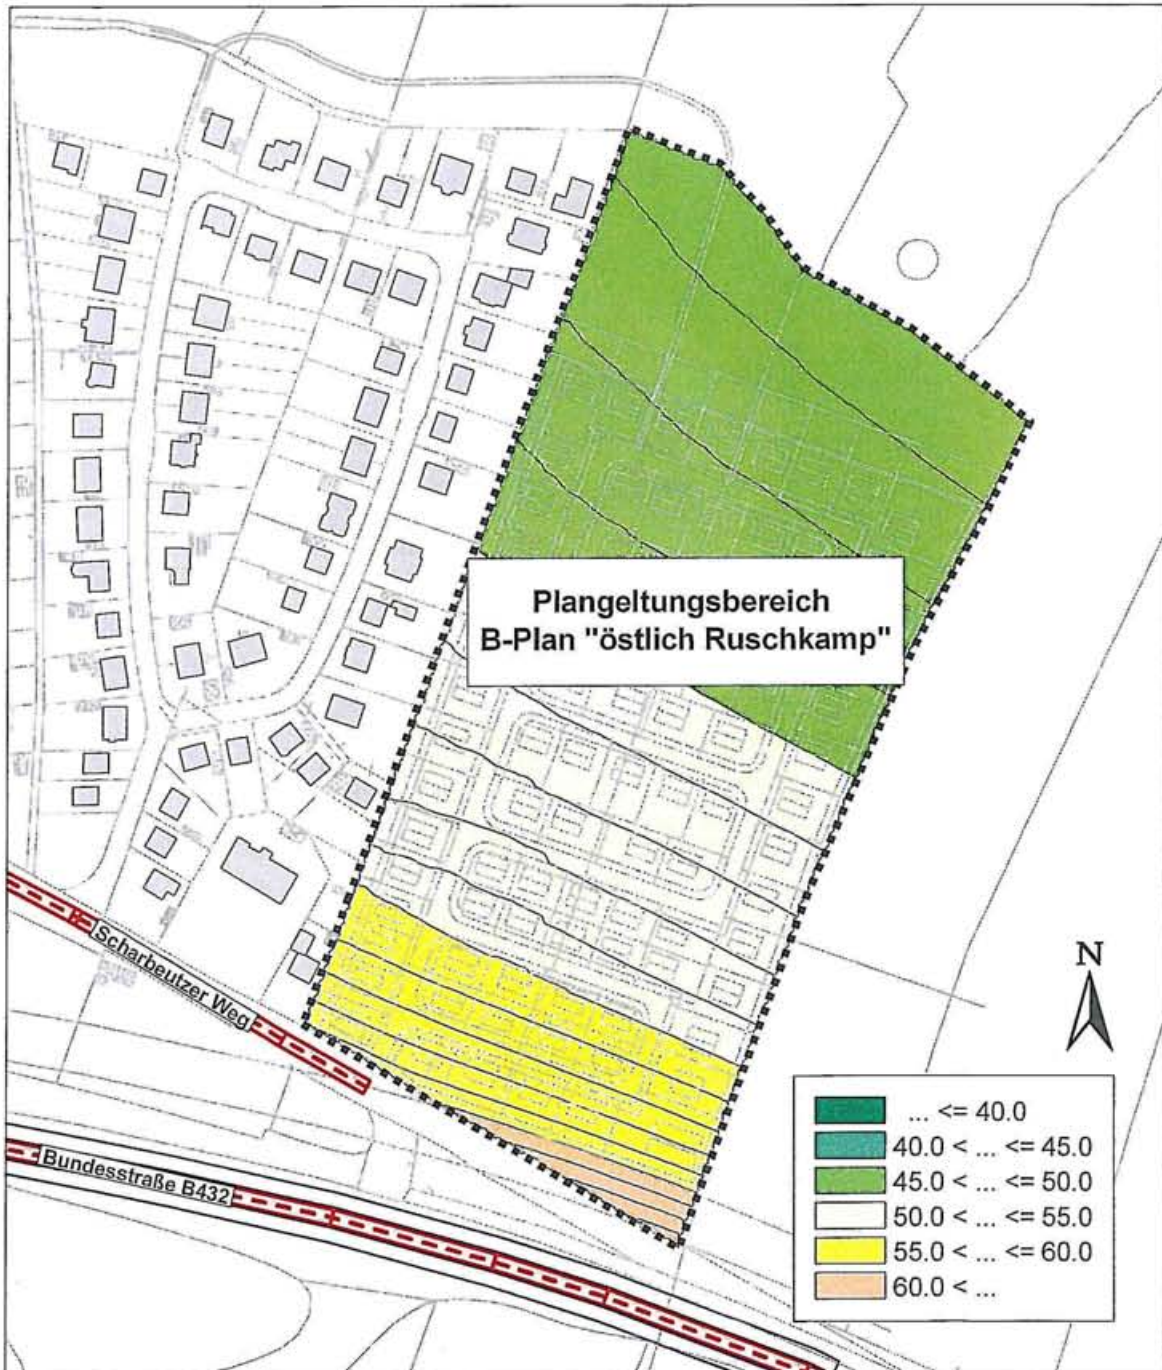 Plangeltungsbereich
B-Plan "östlich Ruschkamp"
Scharbeutzer Weg
N
Bundesstraße B432
... <= 40.0
40.0 < ... <= 45.0
45.0 < ... <= 50.0
50.0 < ... <= 55.0
55.0 < ... <= 60.0
60.0 < ...